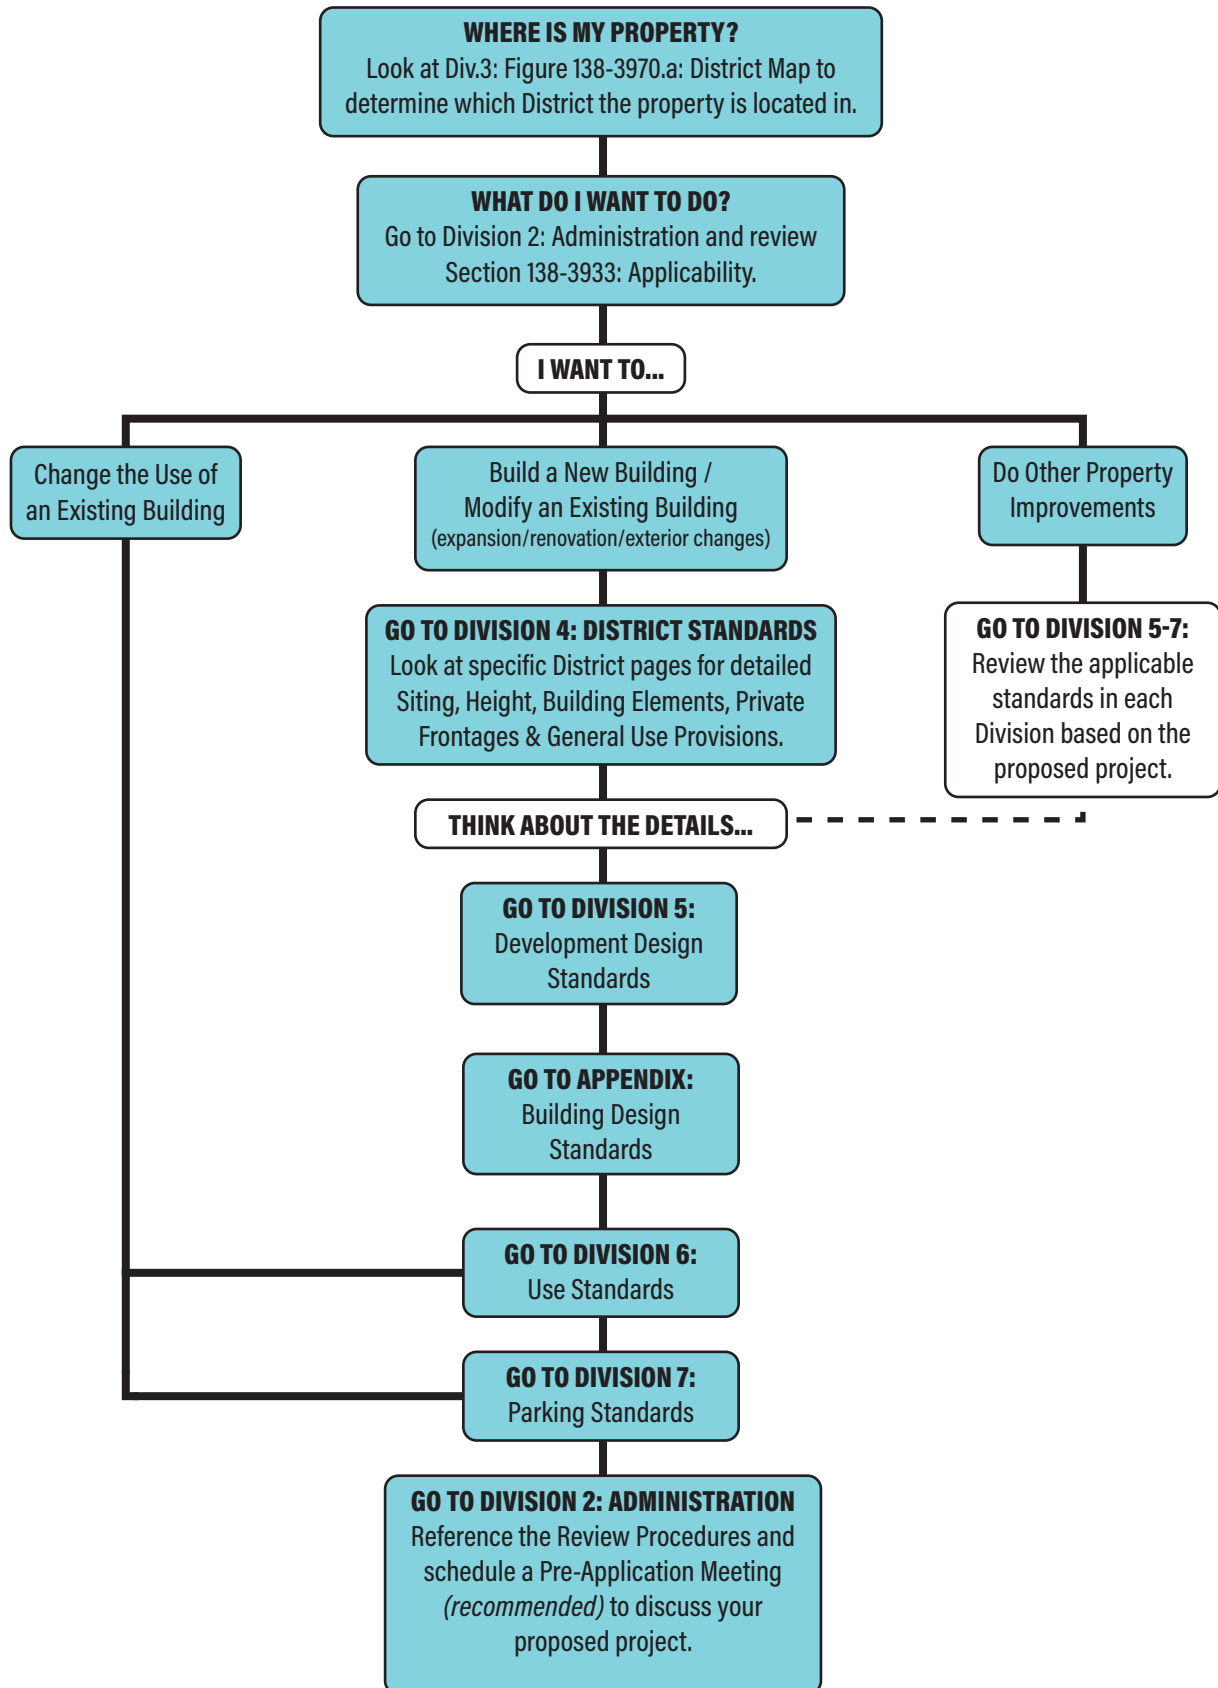 WHERE IS MY PROPERTY?
Look at Div.3: Figure 138-3970.a: District Map to
determine which District the property is located in.
WHAT DO I WANT TO DO?
Go to Division 2: Administration and review
Section 138-3933: Applicability.
I WANT TO...
Change the Use of
an Existing Building
Build a New Building /
Modify an Existing Building
(expansion/renovation/exterior changes)
Do Other Property
Improvements
GO TO DIVISION 4: DISTRICT STANDARDS
Look at specific District pages for detailed
Siting, Height, Building Elements, Private
Frontages & General Use Provisions.
GO TO DIVISION 5-7:
Review the applicable
standards in each
Division based on the
proposed project.
THINK ABOUT THE DETAILS...
GO TO DIVISION 5:
Development Design
Standards
GO TO APPENDIX:
Building Design
Standards
GO TO DIVISION 6:
Use Standards
GO TO DIVISION 7:
Parking Standards
GO TO DIVISION 2: ADMINISTRATION
Reference the Review Procedures and
schedule a Pre-Application Meeting
(recommended) to discuss your
proposed project.